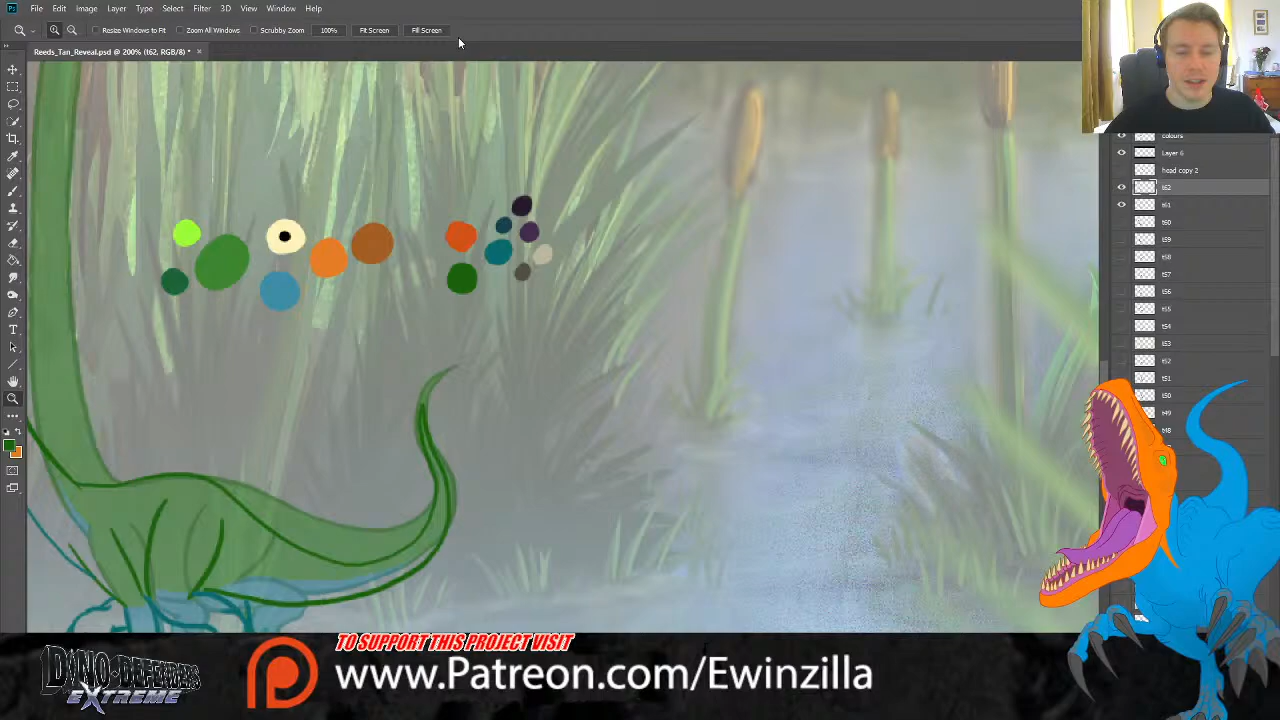 File Edit Image Layer Type Select Filter 3D View Window Help
Resize Windows to Fit Zoom All Windows Scrubby Zoom 100% Fit Screen Fill Screen
Reeds_Tan_Reveal.psd @ 200% (t62, RGB/8) *
colours
Layer 6
head copy 2
t62
t61
t60
t59
t58
t57
t56
t55
t54
t53
t52
t51
t50
t49
t48
TO SUPPORT THIS PROJECT VISIT
www.Patreon.com/Ewinzilla
DINO-DEFENDERS
EXTREME